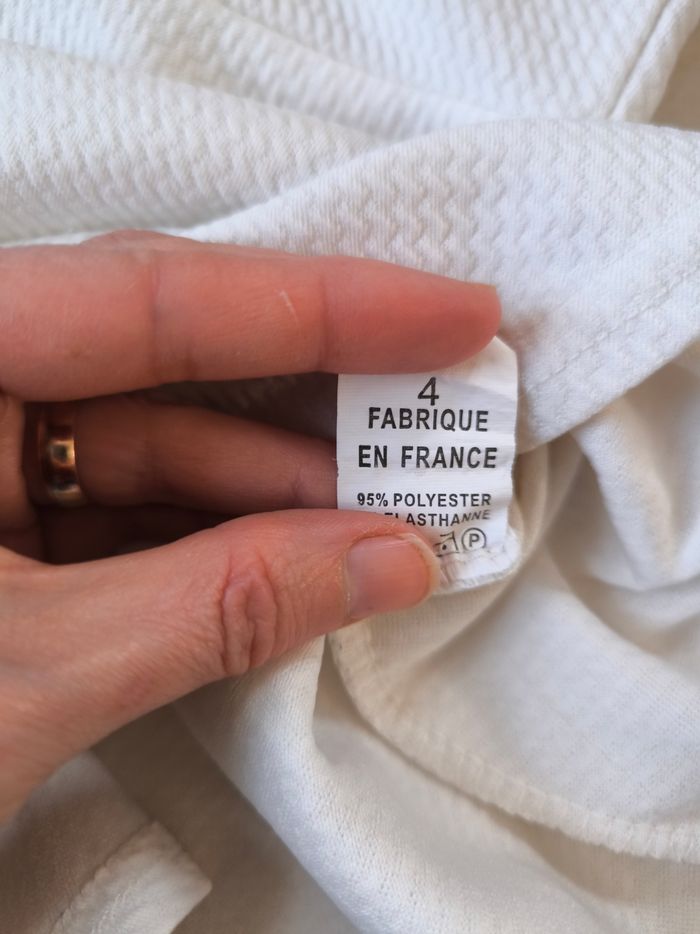 4
FABRIQUE
EN FRANCE
95% POLYESTER
ELASTHANNE
P